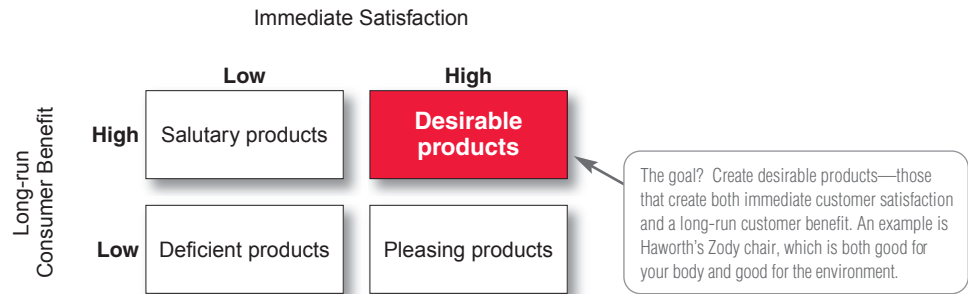 Immediate Satisfaction
Low High
Long-run
Consumer Benefit
High Salutary products Desirable
products
Low Deficient products Pleasing products
The goal? Create desirable products—those
that create both immediate customer satisfaction
and a long-run customer benefit. An example is
Haworth's Zody chair, which is both good for
your body and good for the environment.